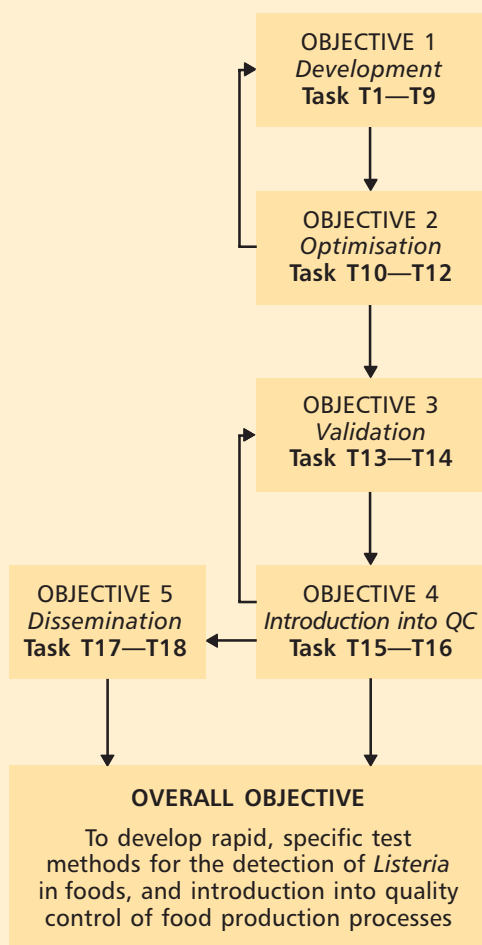 OBJECTIVE 1
Development
Task T1—T9
OBJECTIVE 2
Optimisation
Task T10—T12
OBJECTIVE 3
Validation
Task T13—T14
OBJECTIVE 5
Dissemination
Task T17—T18
OBJECTIVE 4
Introduction into QC
Task T15—T16
OVERALL OBJECTIVE
To develop rapid, specific test
methods for the detection of Listeria
in foods, and introduction into quality
control of food production processes